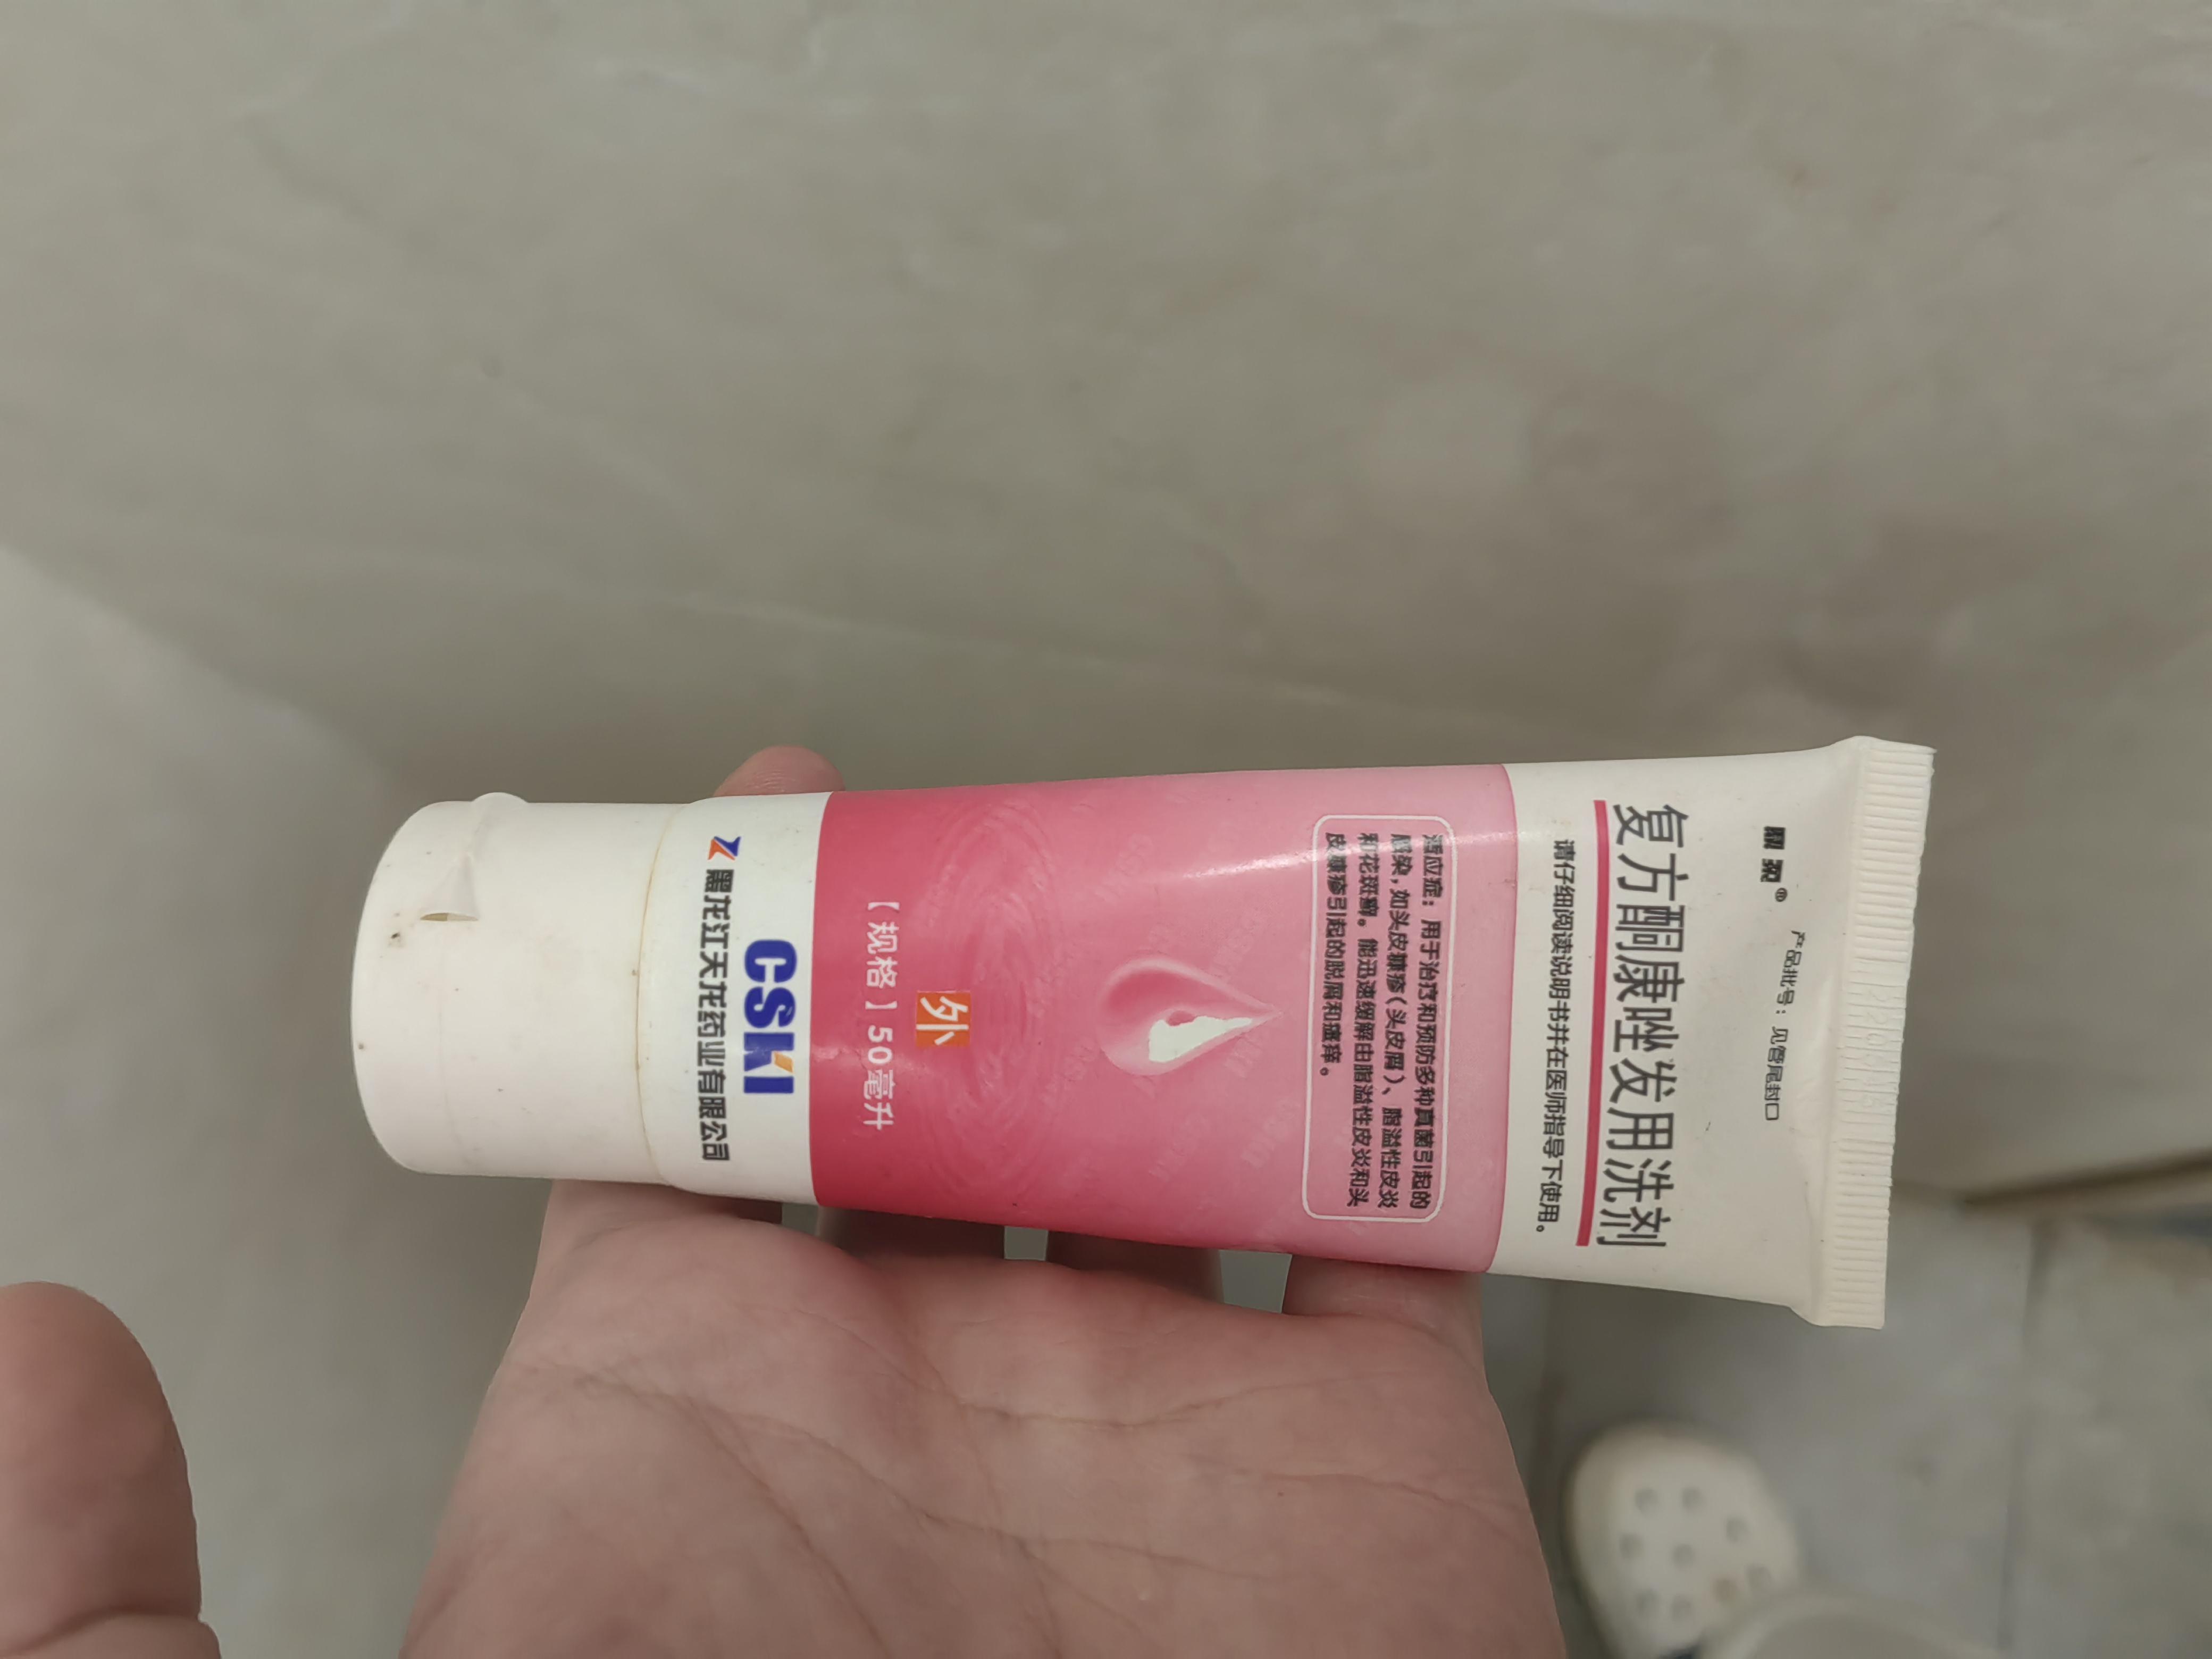 康聚®
产品批号：见管尾封口
复方酮康唑发用洗剂
请仔细阅读说明书并在医师指导下使用。
适应症：用于治疗和预防多种真菌引起的
感染，如头皮糠疹（头皮屑）、脂溢性皮炎
和花斑癣。能迅速缓解由脂溢性皮炎和头
皮糠疹引起的脱屑和瘙痒。
外
【规格】50毫升
CSKI
黑龙江天龙药业有限公司